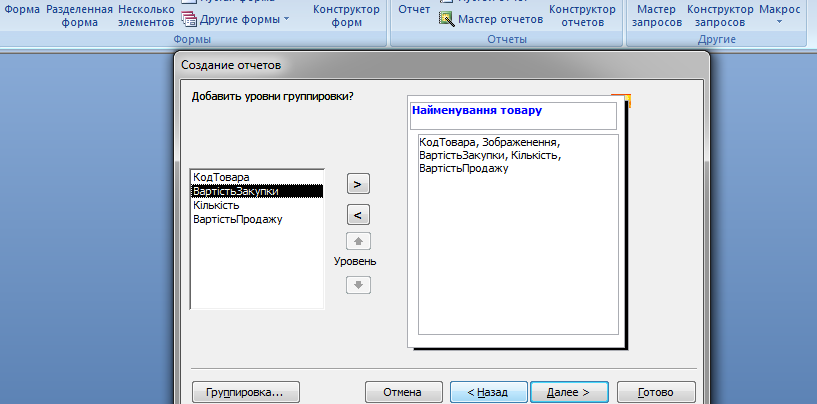 Форма Разделенная форма Несколько элементов
Другие формы
Конструктор форм
Формы
Отчет
Мастер отчетов
Конструктор отчетов
Отчеты
Мастер запросов Конструктор запросов Макрос
Другие
Создание отчетов
Добавить уровни группировки?
Найменування товару
КодТовара, Зображенення,
ВартістьЗакупки, Кількість,
ВартістьПродажу
КодТовара
ВартістьЗакупки
Кількість
ВартістьПродажу
>
<
Уровень
Группировка...
Отмена
< Назад
Далее >
Готово